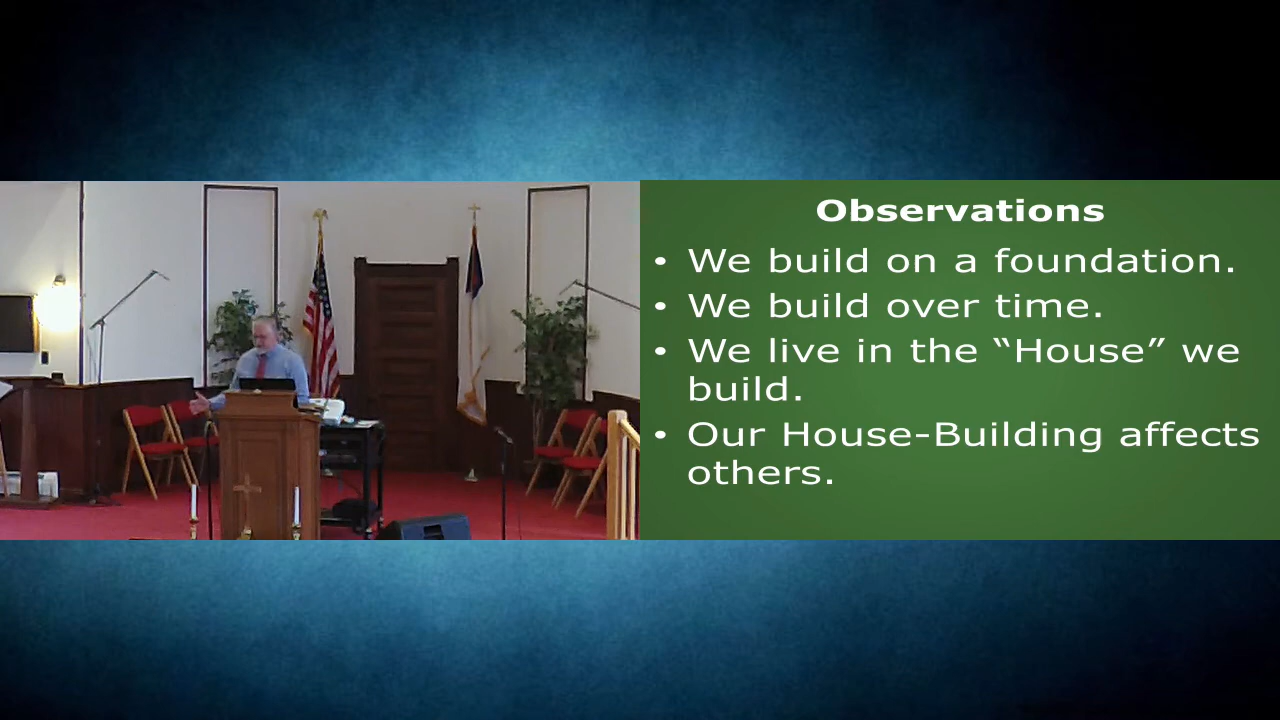 Observations
• We build on a foundation.
• We build over time.
• We live in the “House” we
build.
• Our House-Building affects
others.